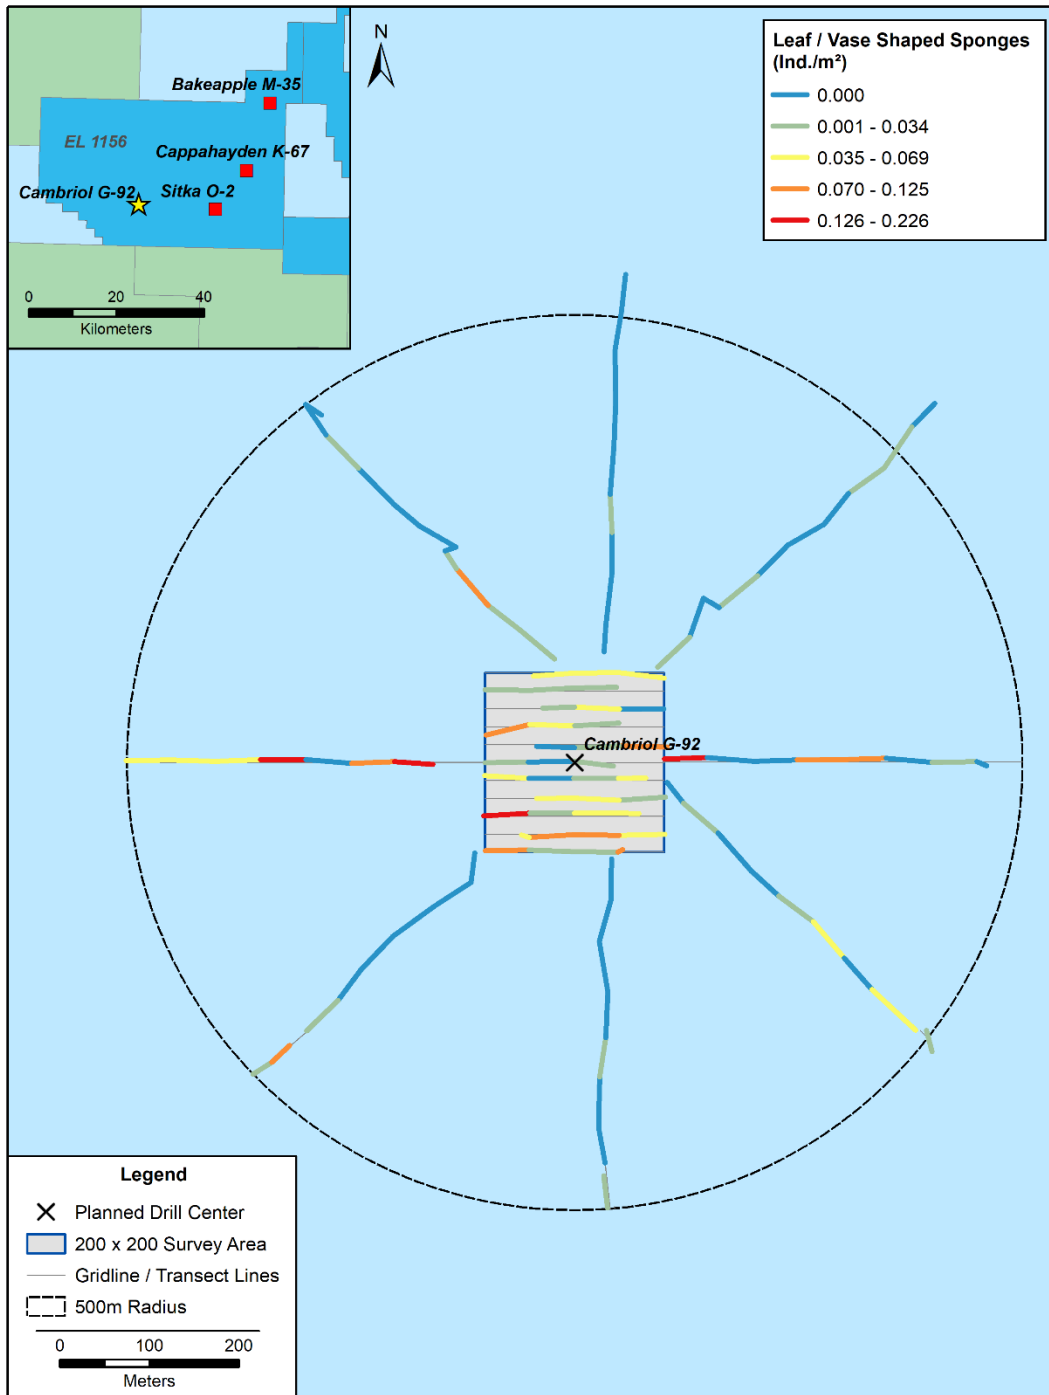 Bakeapple M-35
EL 1156
Cappahayden K-67
Cambriol G-92
Sitka O-2
0 20 40
Kilometers
N
Leaf / Vase Shaped Sponges
(Ind./m²)
0.000
0.001 - 0.034
0.035 - 0.069
0.070 - 0.125
0.126 - 0.226
Cambriol G-92
Legend
Planned Drill Center
200 x 200 Survey Area
Gridline / Transect Lines
500m Radius
0 100 200
Meters